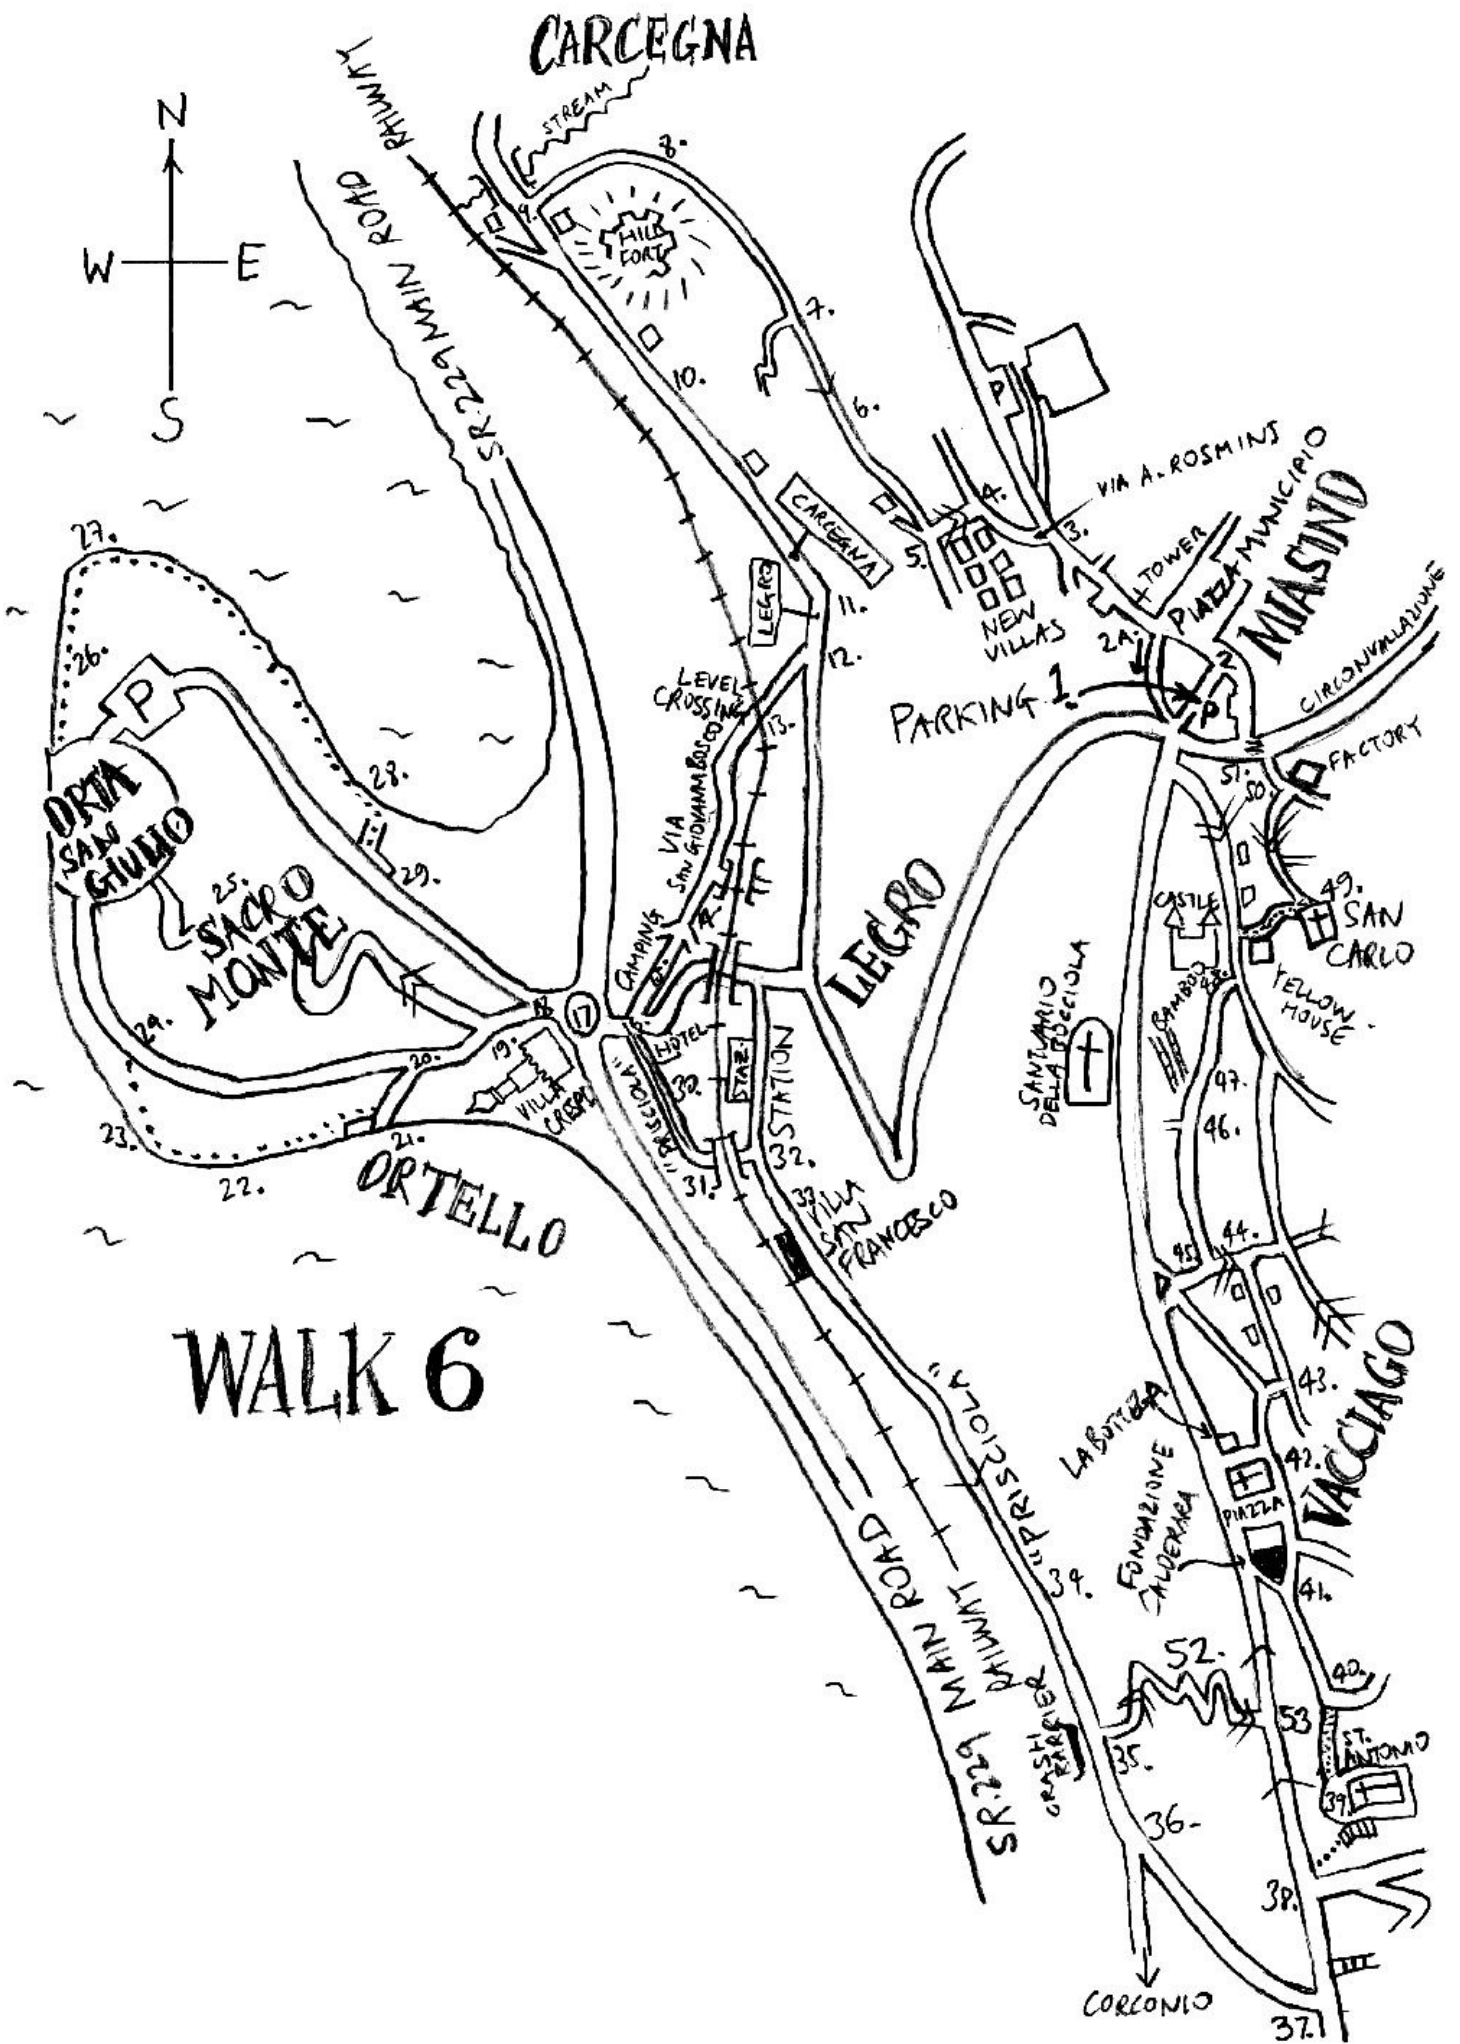 CARCEGNA
RAILWAY
STREAM
N
W
E
S
8.
9.
HILL
FORT
SR.229 MAIN ROAD
7.
10.
6.
P
VIA A. ROSMINI
4.
3.
5.
CARCEGNA
LEGRO
11.
12.
NEW
VILLAS
TOWER
PIAZZA MUNICIPIO
MIASINO
2A.
2
PARKING 1.
P
CIRCONVALLAZIONE
FACTORY
51.
50.
27.
26.
P
LEVEL
CROSSING
13.
VIA
SAN GIOVANNI BOSCO
28.
ORTA
SAN
GIULIO
25.
SACRO
MONTE
29.
CAMPING
LEGRO
CASTLE
49.
SAN
CARLO
YELLOW
HOUSE
48.
BAMBOO
SANTUARIO
DELLA BOCCIOLA
18
17
24.
20.
19.
VILLA
CRESPI
HOTEL
"PRISCIOLA"
30.
STAZ.
STATION
47.
46.
23.
22.
21.
ORTELLO
31.
32.
33.
VILLA
SAN
FRANCESCO
45.
44.
43.
WALK 6
"PRISCIOLA"
LA BOTTEGA
42.
VACCIAGO
PIAZZA
FONDAZIONE
CALDERARA
41.
34.
SR.229 MAIN ROAD
RAILWAY
52.
40.
53
CRASH
BARRIER
35.
ST.
ANTONIO
39.
36.
38.
CORCONIO
37.